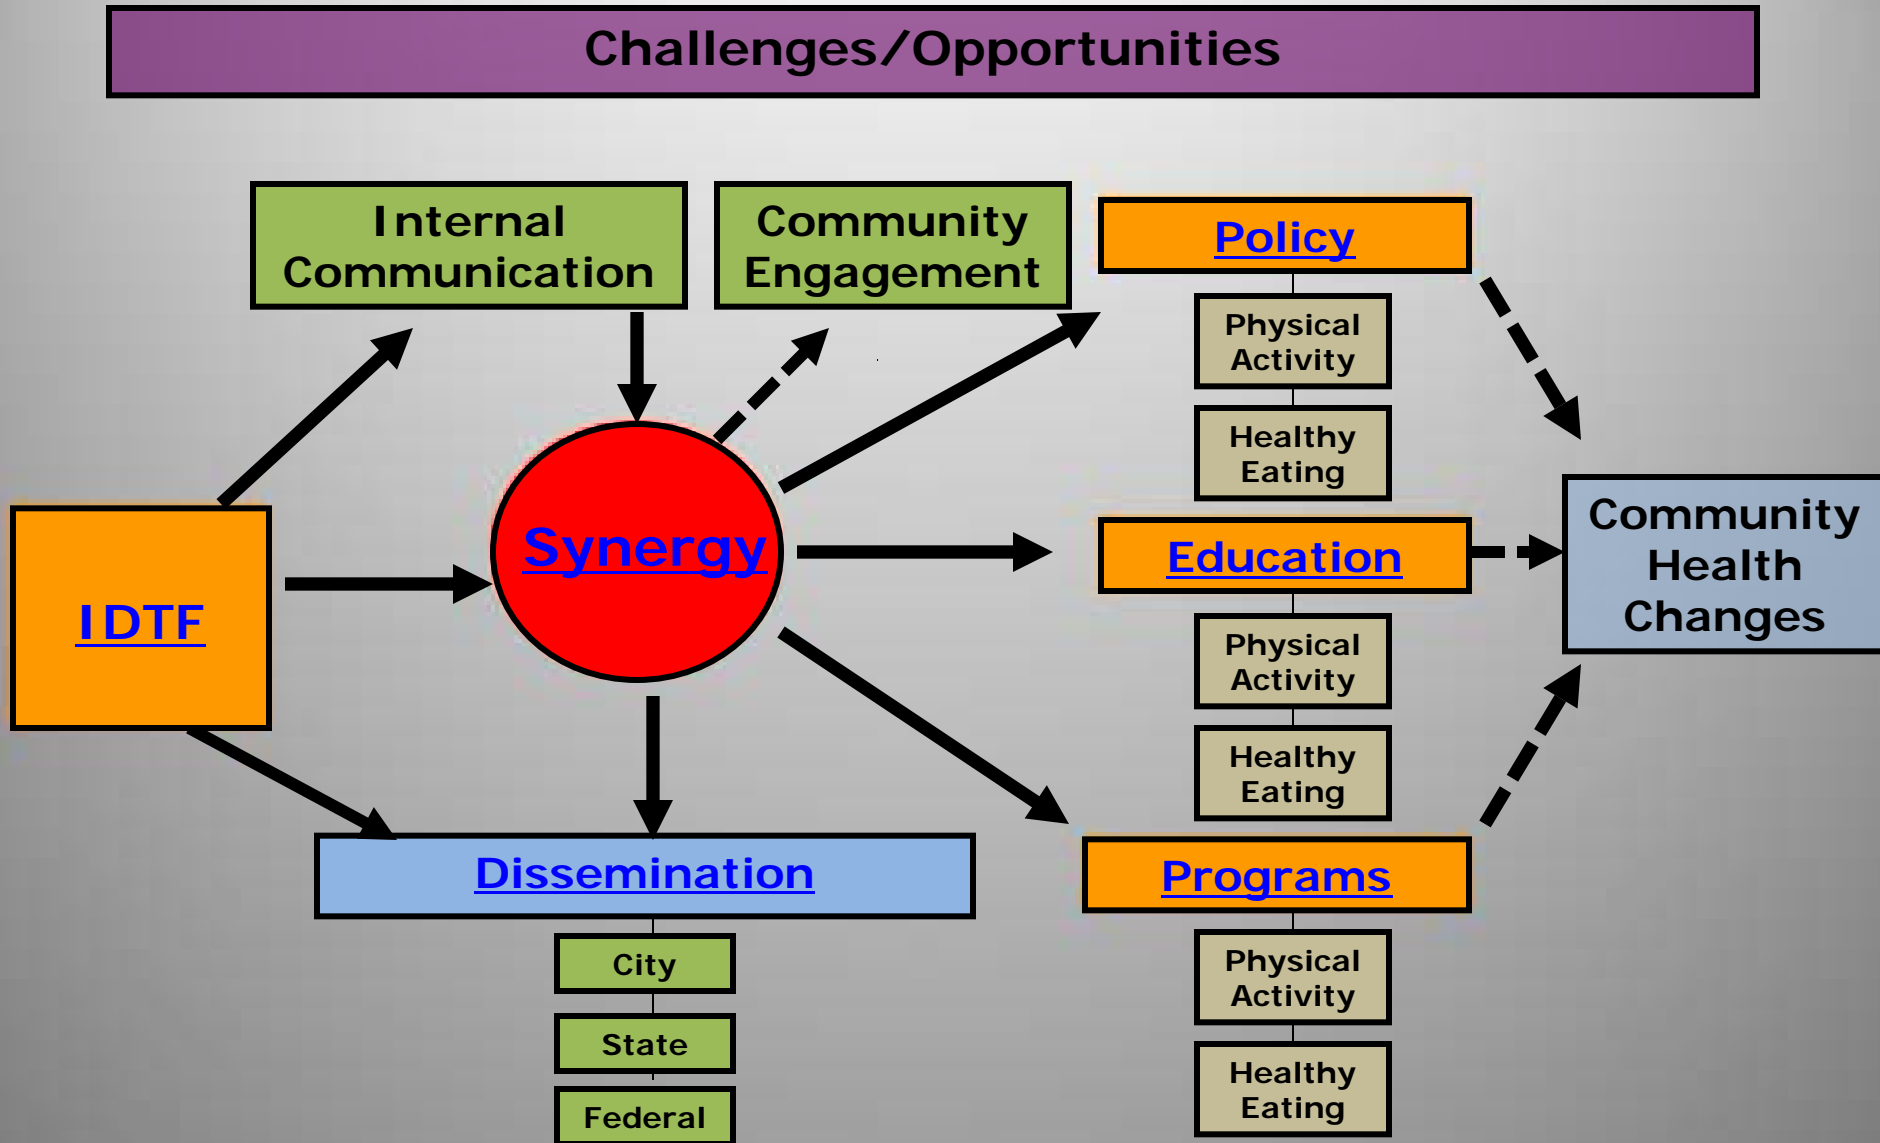 Challenges/Opportunities
Internal
Communication
Community
Engagement
Policy
Physical
Activity
Healthy
Eating
IDTF
Synergy
Education
Physical
Activity
Healthy
Eating
Community
Health
Changes
Dissemination
City
State
Federal
Programs
Physical
Activity
Healthy
Eating